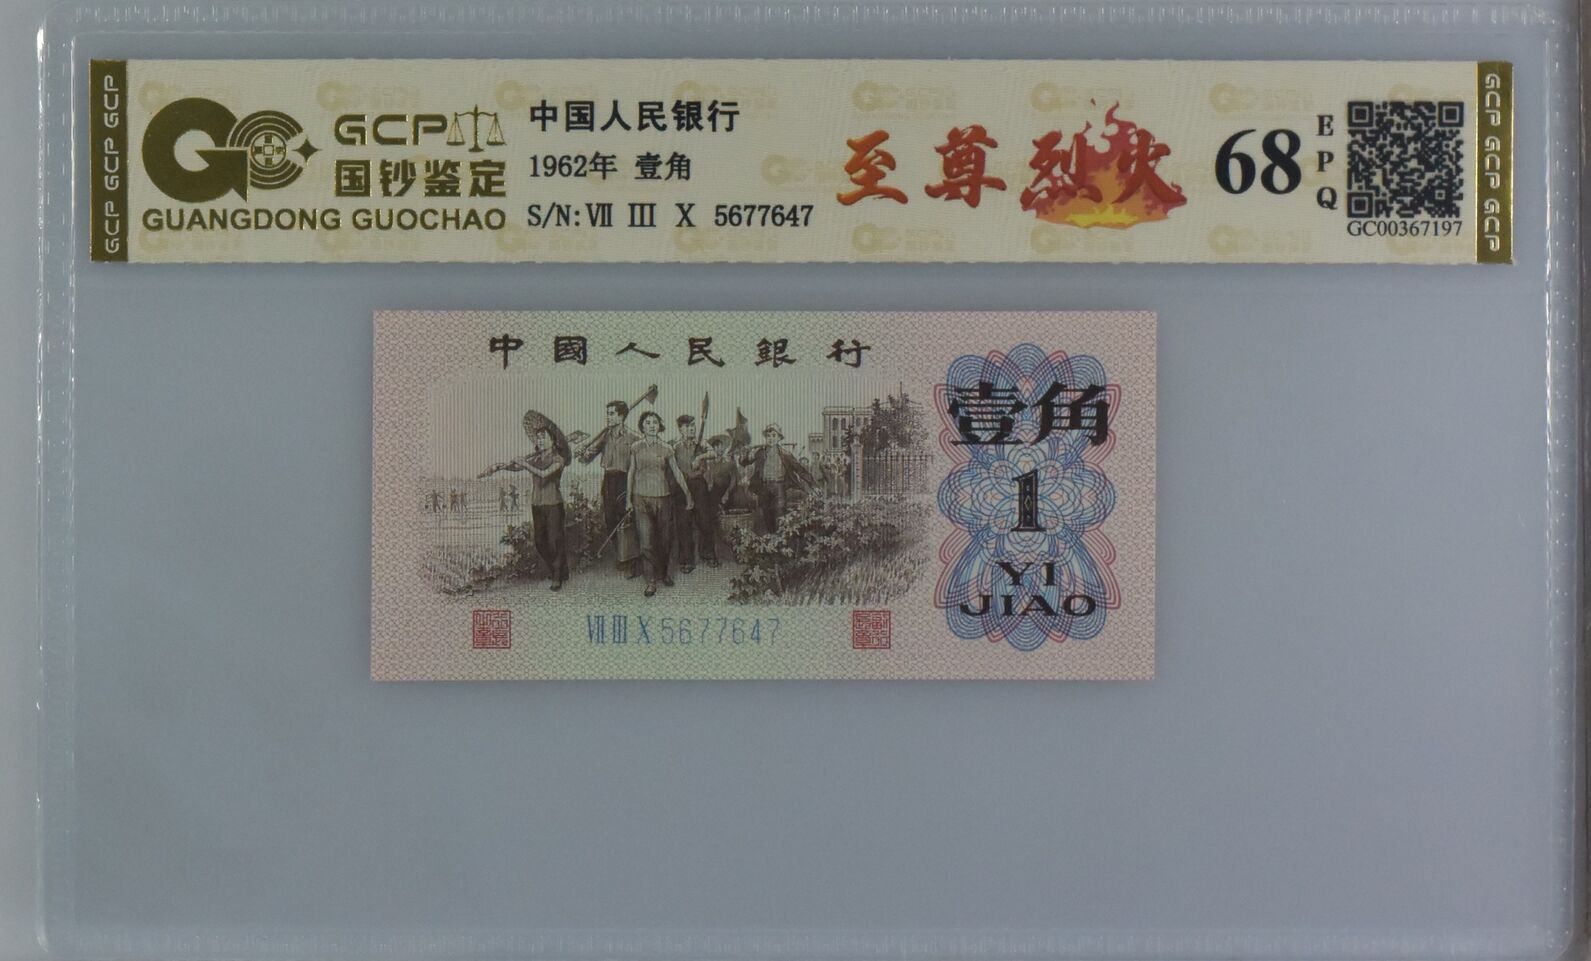 GCP GCP GCP
GCP
国钞鉴定
GUANGDONG GUOCHAO
中国人民银行
1962年 壹角
S/N: Ⅶ Ⅲ Ⅹ 5677647
至尊烈火
68
EPQ
GC00367197
GCP GCP GCP
中國人民銀行
壹角
1
YI
JIAO
Ⅶ Ⅲ Ⅹ 5677647